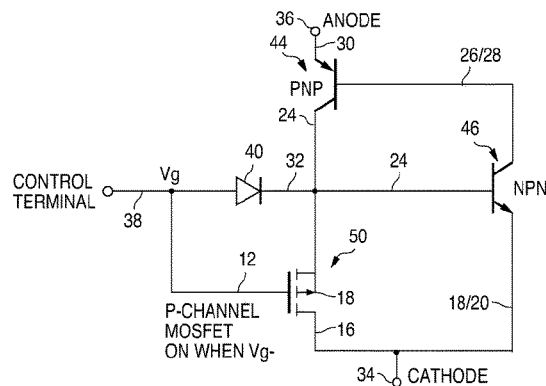 36
ANODE
44
30
26/28
PNP
24
46
40
Vg
32
24
CONTROL
TERMINAL
38
NPN
50
12
18
P-CHANNEL
MOSFET
ON WHEN Vg-
16
18/20
34
CATHODE